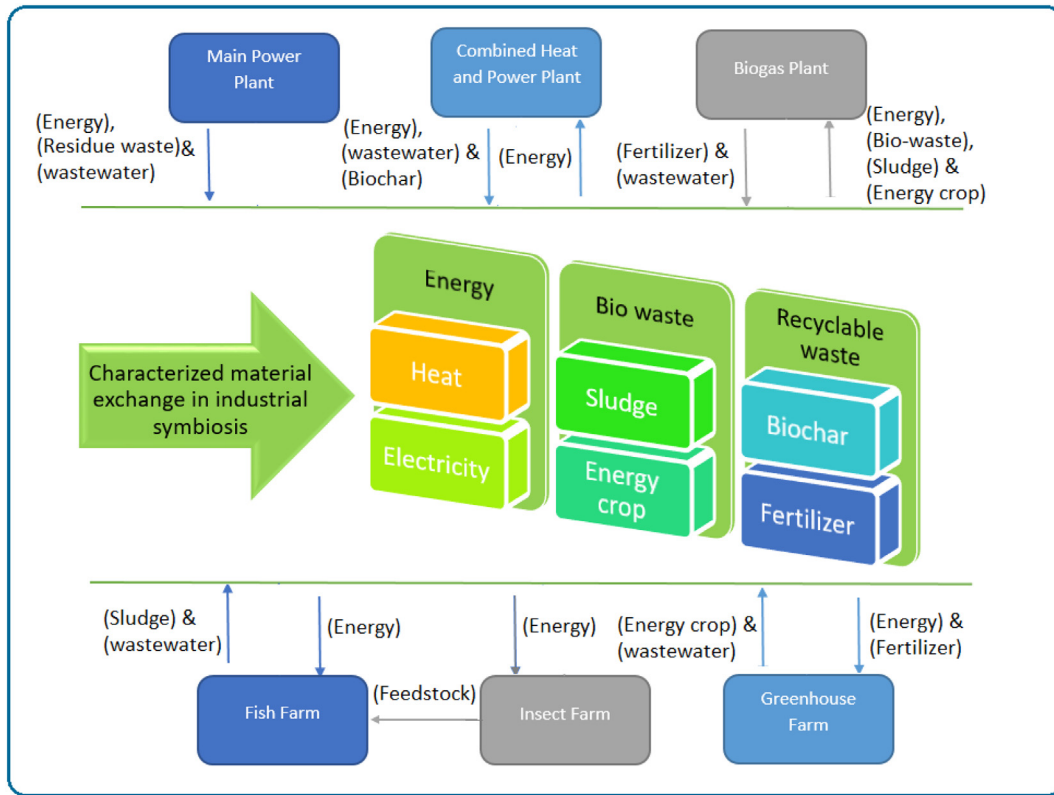 Main Power
Plant
Combined Heat
and Power Plant
Biogas Plant
(Energy),
(Residue waste)&
(wastewater)
(Energy),
(wastewater) &
(Biochar)
(Energy)
(Fertilizer) &
(wastewater)
(Energy),
(Bio-waste),
(Sludge) &
(Energy crop)
Characterized material
exchange in industrial
symbiosis
Energy
Heat
Electricity
Bio waste
Sludge
Energy
crop
Recyclable
waste
Biochar
Fertilizer
(Sludge) &
(wastewater)
(Energy)
(Energy)
(Energy crop) &
(wastewater)
(Energy) &
(Fertilizer)
Fish Farm
(Feedstock)
Insect Farm
Greenhouse
Farm